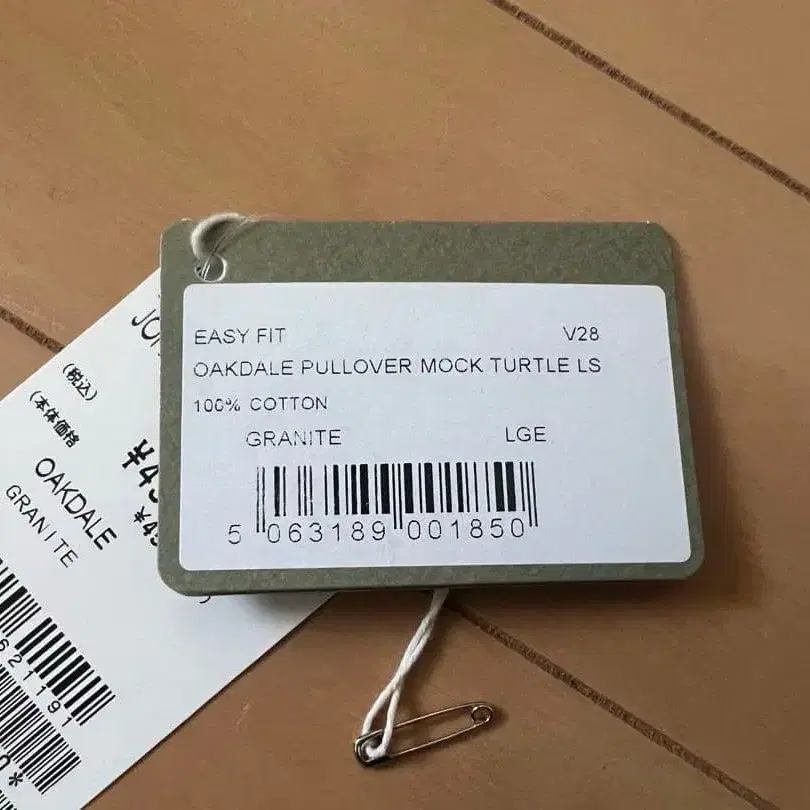 EASY FIT V28
OAKDALE PULLOVER MOCK TURTLE LS
100% COTTON
GRANITE LGE
5 063189 001850
(税込)
(本体価格
OAKDALE
GRANITE
621191